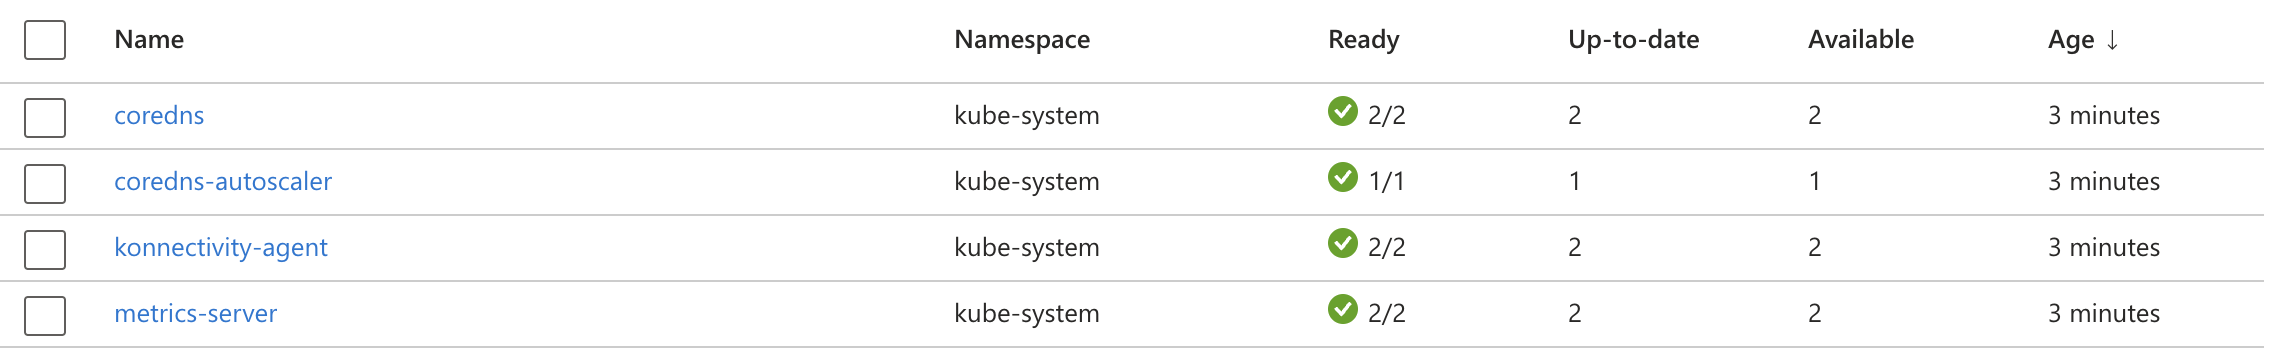 Name Namespace Ready Up-to-date Available Age ↓
coredns kube-system 2/2 2 2 3 minutes
coredns-autoscaler kube-system 1/1 1 1 3 minutes
konnectivity-agent kube-system 2/2 2 2 3 minutes
metrics-server kube-system 2/2 2 2 3 minutes